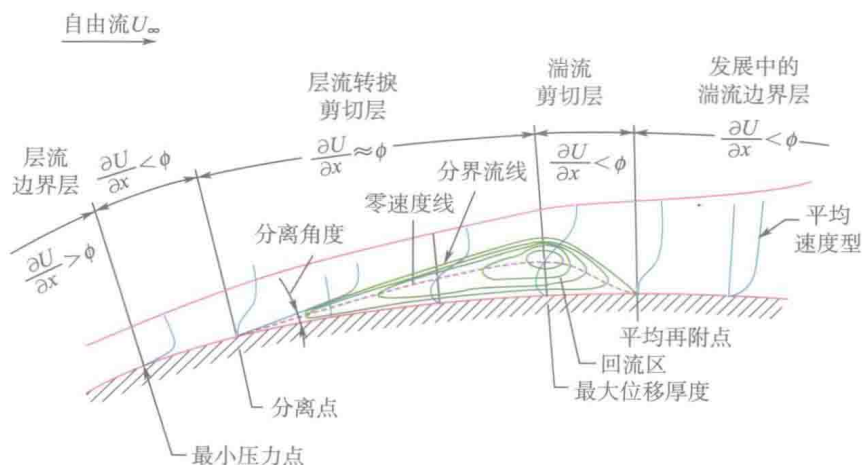 自由流U∞
层流转捩
剪切层
∂U/∂x≈ϕ
湍流
剪切层
∂U/∂x<ϕ
发展中的
湍流边界层
∂U/∂x<ϕ
层流
边界层
∂U/∂x<ϕ
∂U/∂x>ϕ
分离角度
零速度线
分界流线
平均
速度型
平均再附点
回流区
最大位移厚度
分离点
最小压力点